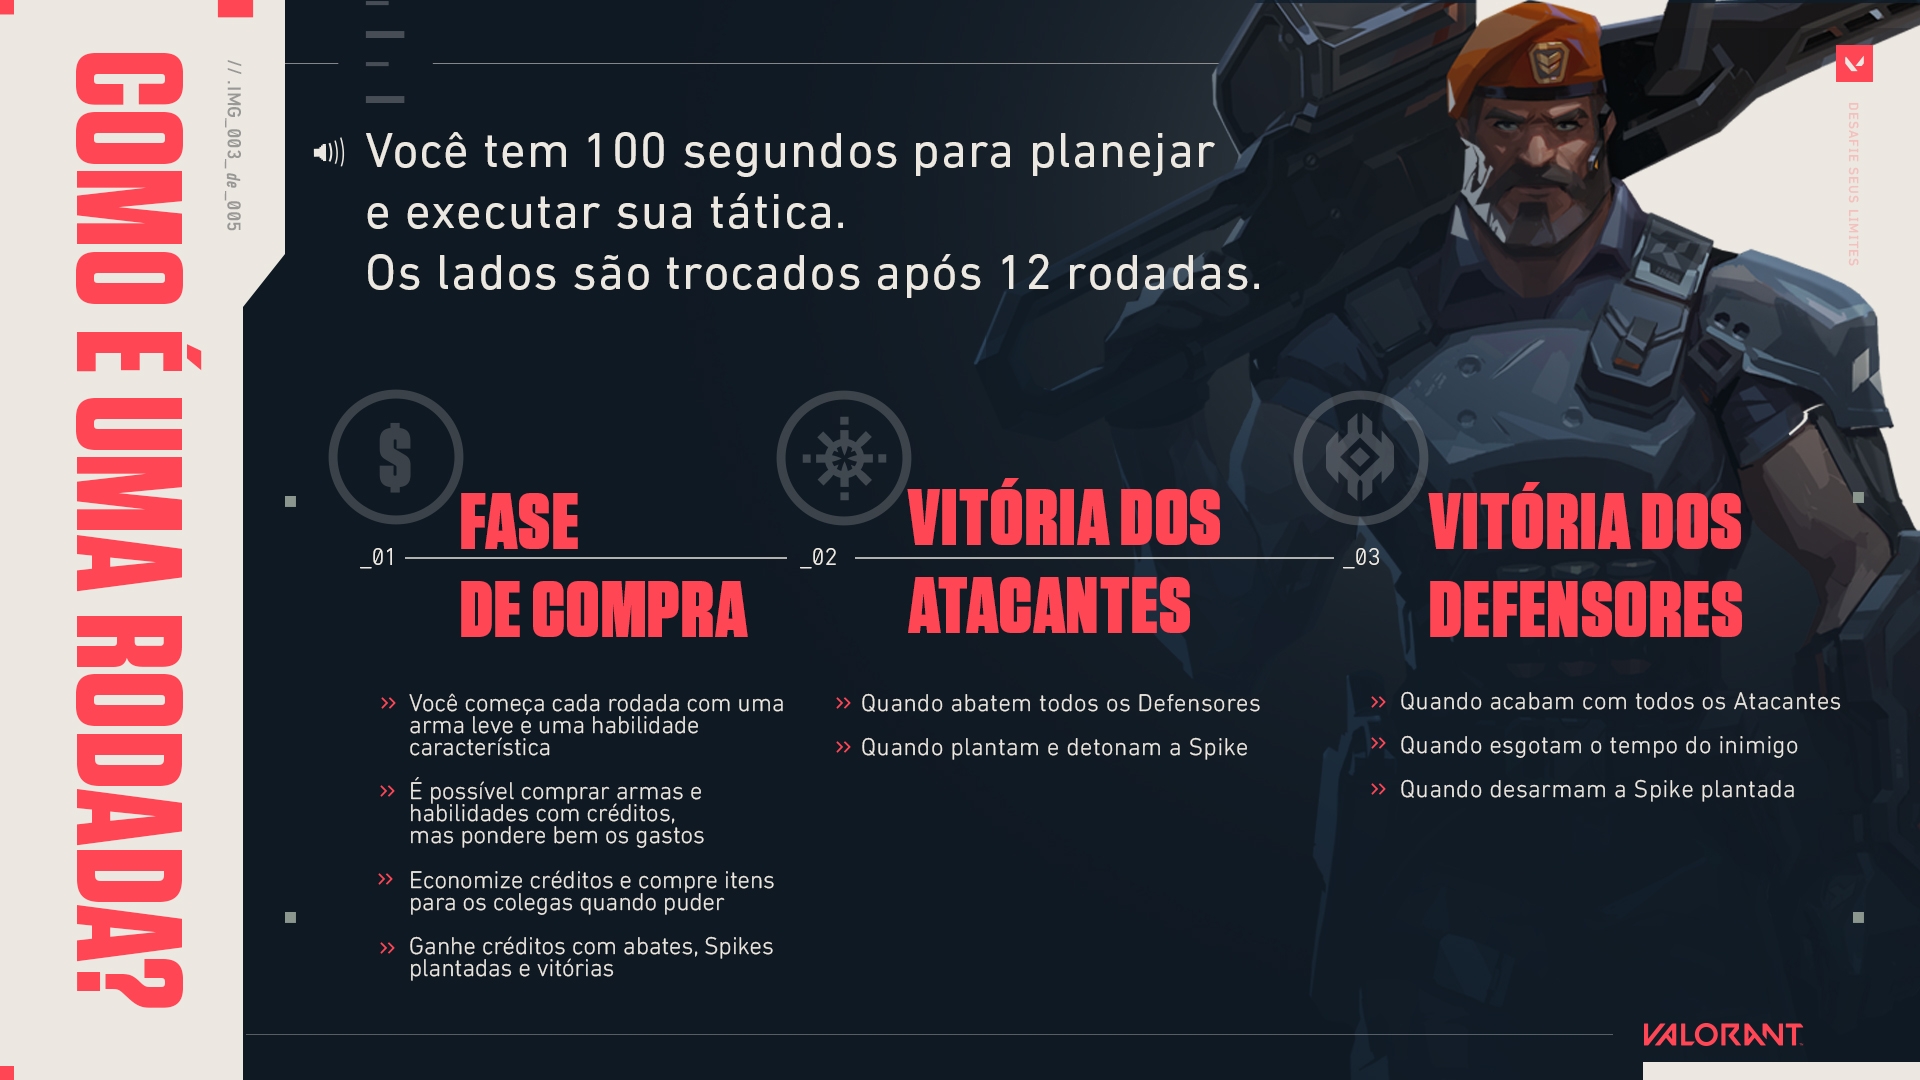 COMO É UMA RODADA?
// .IMG_003_ de _005
Você tem 100 segundos para planejar
e executar sua tática.
Os lados são trocados após 12 rodadas.
DESAFIE SEUS LIMITES
$
_01
FASE
DE COMPRA
Você começa cada rodada com uma
arma leve e uma habilidade
característica
É possível comprar armas e
habilidades com créditos,
mas pondere bem os gastos
Economize créditos e compre itens
para os colegas quando puder
Ganhe créditos com abates, Spikes
plantadas e vitórias
_02
VITÓRIA DOS
ATACANTES
Quando abatem todos os Defensores
Quando plantam e detonam a Spike
_03
VITÓRIA DOS
DEFENSORES
Quando acabam com todos os Atacantes
Quando esgotam o tempo do inimigo
Quando desarmam a Spike plantada
VALORANT